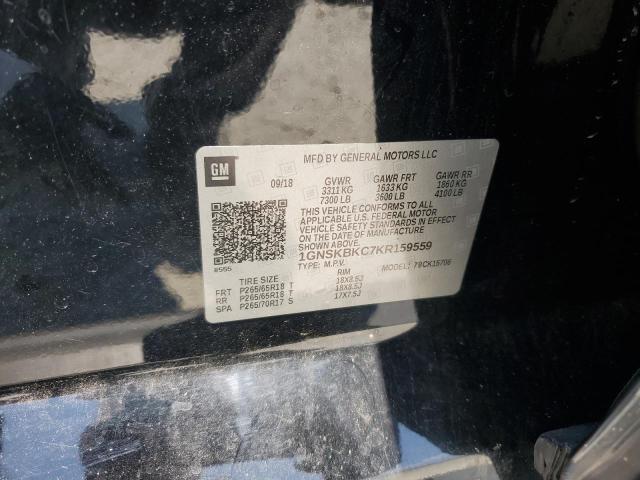 GM
MFD BY GENERAL MOTORS LLC
09/18
GVWR GAWR FRT GAWR RR
3311 KG 1633 KG 1860 KG
7300 LB 3600 LB 4100 LB
THIS VEHICLE CONFORMS TO ALL
APPLICABLE U.S. FEDERAL MOTOR
VEHICLE SAFETY STANDARDS IN EFFECT
ON THE DATE OF MANUFACTURE SHOWN ABOVE.
1GNSKBKC7KR159559
TYPE: M.P.V. MODEL: 79CK15706
8555
TIRE SIZE RIM
FRT P265/65R18 T 18X8.5J
RR P265/65R18 T 18X8.5J
SPA P265/70R17 S 17X7.5J